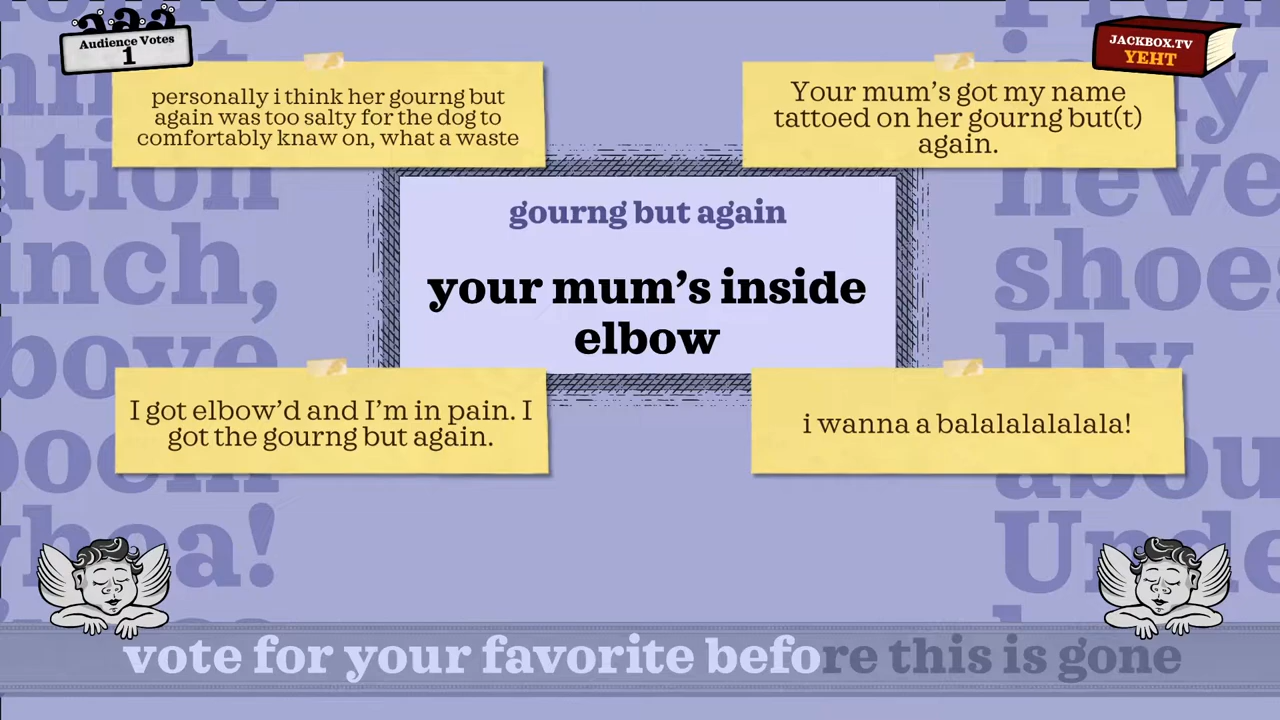 Audience Votes
1
JACKBOX.TV
YEHT
personally i think her gourng but
again was too salty for the dog to
comfortably knaw on, what a waste
Your mum’s got my name
tattoed on her gourng but(t)
again.
gourng but again
your mum’s inside
elbow
I got elbow’d and I’m in pain. I
got the gourng but again.
i wanna a balalalalalala!
vote for your favorite before this is gone
inch,
shoes